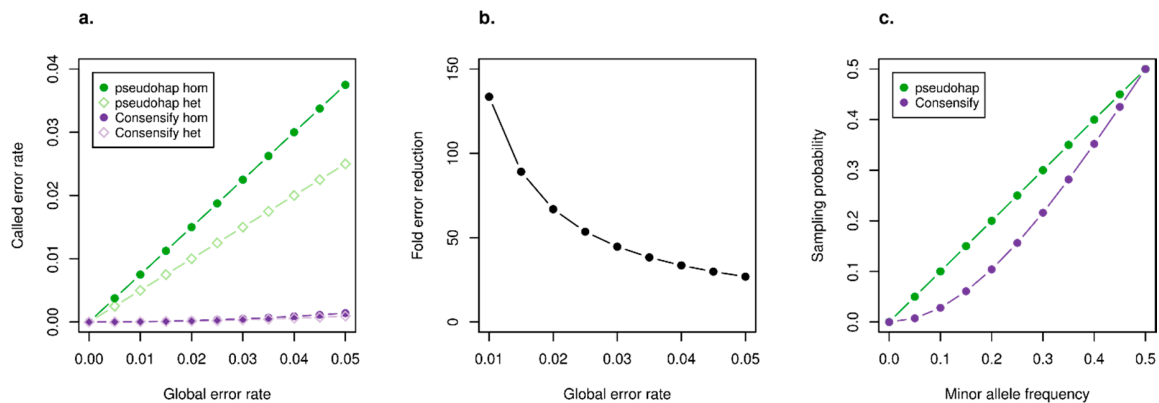 a.
Called error rate
0.04
0.03
0.02
0.01
0.00
pseudohap hom
pseudohap het
Consensify hom
Consensify het
0.00 0.01 0.02 0.03 0.04 0.05
Global error rate
b.
Fold error reduction
150
100
50
0
0.01 0.02 0.03 0.04 0.05
Global error rate
c.
Sampling probability
0.5
0.4
0.3
0.2
0.1
0.0
pseudohap
Consensify
0.0 0.1 0.2 0.3 0.4 0.5
Minor allele frequency